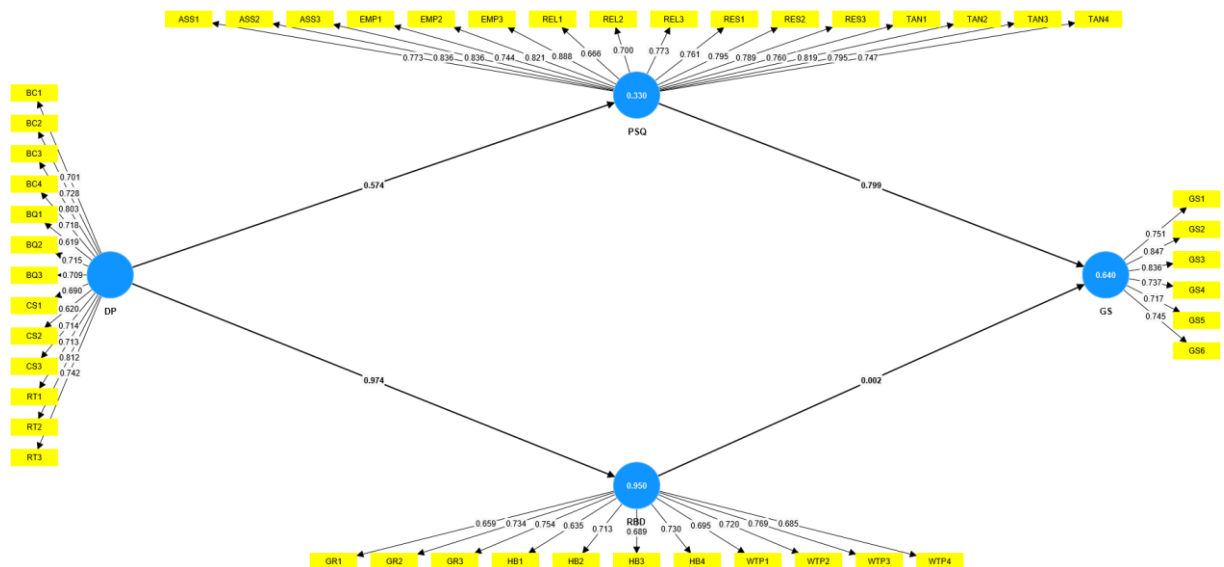 ASS1 ASS2 ASS3 EMP1 EMP2 EMP3 REL1 REL2 REL3 RES1 RES2 RES3 TAN1 TAN2 TAN3 TAN4
0.773 0.836 0.836 0.744 0.821 0.888 0.666 0.700 0.773 0.761 0.795 0.789 0.760 0.819 0.795 0.747
0.330
PSQ
BC1
BC2
BC3
BC4
BQ1
BQ2
BQ3
CS1
CS2
CS3
RT1
RT2
RT3
0.701
0.728
0.803
0.718
0.619
0.715
0.709
0.690
0.620
0.714
0.713
0.812
0.742
DP
0.574
0.799
0.974
0.002
GS1
GS2
GS3
GS4
GS5
GS6
0.751
0.847
0.836
0.737
0.717
0.745
0.640
GS
0.950
RBD
0.659 0.734 0.754 0.635 0.713 0.689 0.730 0.695 0.720 0.769 0.685
GR1 GR2 GR3 HB1 HB2 HB3 HB4 WTP1 WTP2 WTP3 WTP4